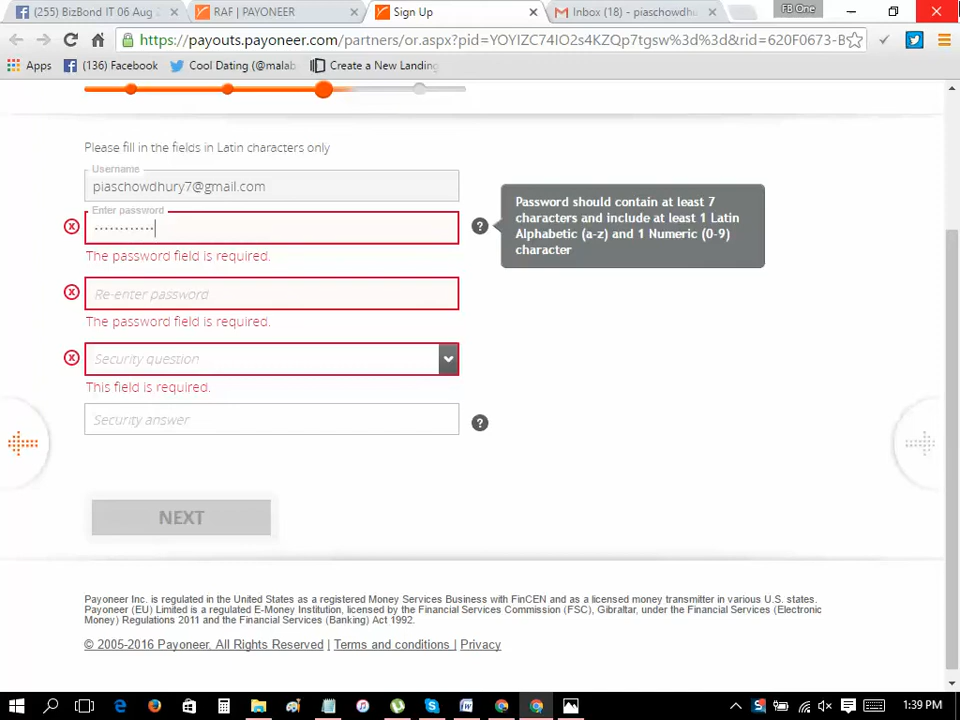 (255) BizBond IT 06 Aug
RAF | PAYONEER
Sign Up
Inbox (18) - piaschowdhu
FB One
https://payouts.payoneer.com/partners/or.aspx?pid=YOYIZC74IO2s4KZQp7tgsw%3d%3d&rid=620F0673-B
Apps
(136) Facebook
Cool Dating (@malab
Create a New Landing
Please fill in the fields in Latin characters only
Username
piaschowdhury7@gmail.com
Enter password
The password field is required.
Password should contain at least 7
characters and include at least 1 Latin
Alphabetic (a-z) and 1 Numeric (0-9)
character
Re-enter password
The password field is required.
Security question
This field is required.
Security answer
NEXT
Payoneer Inc. is regulated in the United States as a registered Money Services Business with FinCEN and as a licensed money transmitter in various U.S. states.
Payoneer (EU) Limited is a regulated E-Money Institution, licensed by the Financial Services Commission (FSC), Gibraltar, under the Financial Services (Electronic
Money) Regulations 2011 and the Financial Services (Banking) Act 1992.
© 2005-2016 Payoneer, All Rights Reserved | Terms and conditions | Privacy
1:39 PM